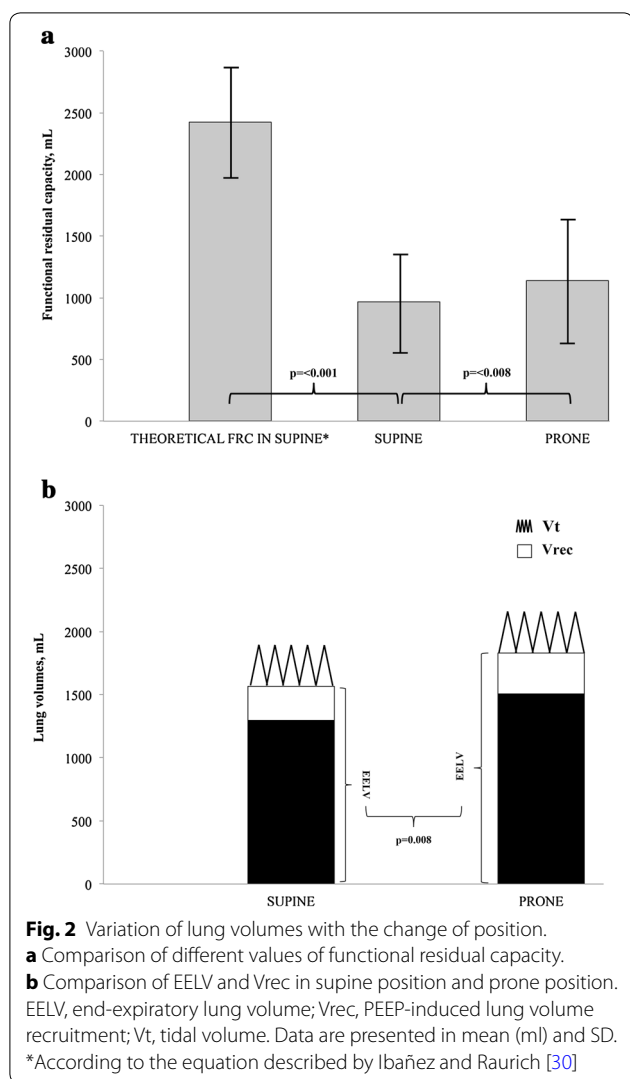 a
3000
2500
2000
1500
1000
500
0
Functional residual capacity, mL
p=<0.001
p=<0.008
THEORETICAL FRC IN SUPINE*
SUPINE
PRONE
b
3000
2500
2000
1500
1000
500
0
Lung volumes, mL
Vt
Vrec
EELV
EELV
p=0.008
SUPINE
PRONE
Fig. 2 Variation of lung volumes with the change of position.
a Comparison of different values of functional residual capacity.
b Comparison of EELV and Vrec in supine position and prone position.
EELV, end-expiratory lung volume; Vrec, PEEP-induced lung volume
recruitment; Vt, tidal volume. Data are presented in mean (ml) and SD.
*According to the equation described by Ibañez and Raurich [30]